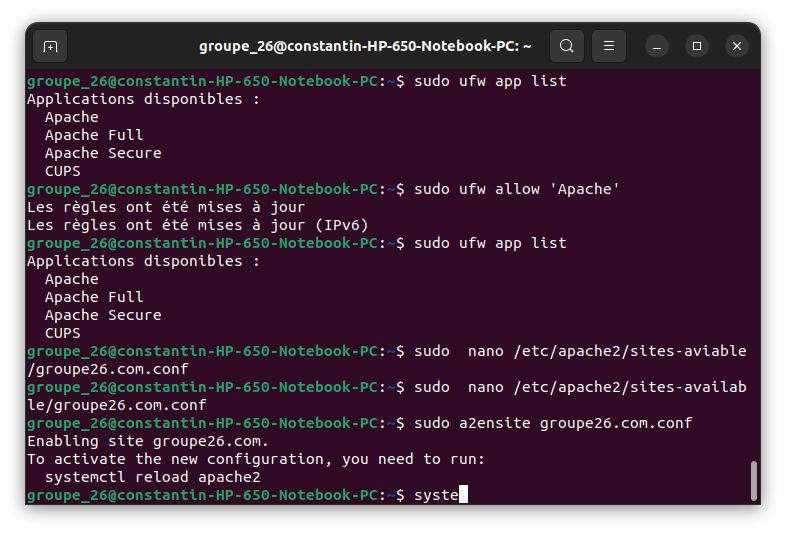 groupe_26@constantin-HP-650-Notebook-PC: ~
groupe_26@constantin-HP-650-Notebook-PC:~$ sudo ufw app list
Applications disponibles :
  Apache
  Apache Full
  Apache Secure
  CUPS
groupe_26@constantin-HP-650-Notebook-PC:~$ sudo ufw allow 'Apache'
Les règles ont été mises à jour
Les règles ont été mises à jour (IPv6)
groupe_26@constantin-HP-650-Notebook-PC:~$ sudo ufw app list
Applications disponibles :
  Apache
  Apache Full
  Apache Secure
  CUPS
groupe_26@constantin-HP-650-Notebook-PC:~$ sudo  nano /etc/apache2/sites-aviable
/groupe26.com.conf
groupe_26@constantin-HP-650-Notebook-PC:~$ sudo  nano /etc/apache2/sites-availab
le/groupe26.com.conf
groupe_26@constantin-HP-650-Notebook-PC:~$ sudo a2ensite groupe26.com.conf
Enabling site groupe26.com.
To activate the new configuration, you need to run:
  systemctl reload apache2
groupe_26@constantin-HP-650-Notebook-PC:~$ syste